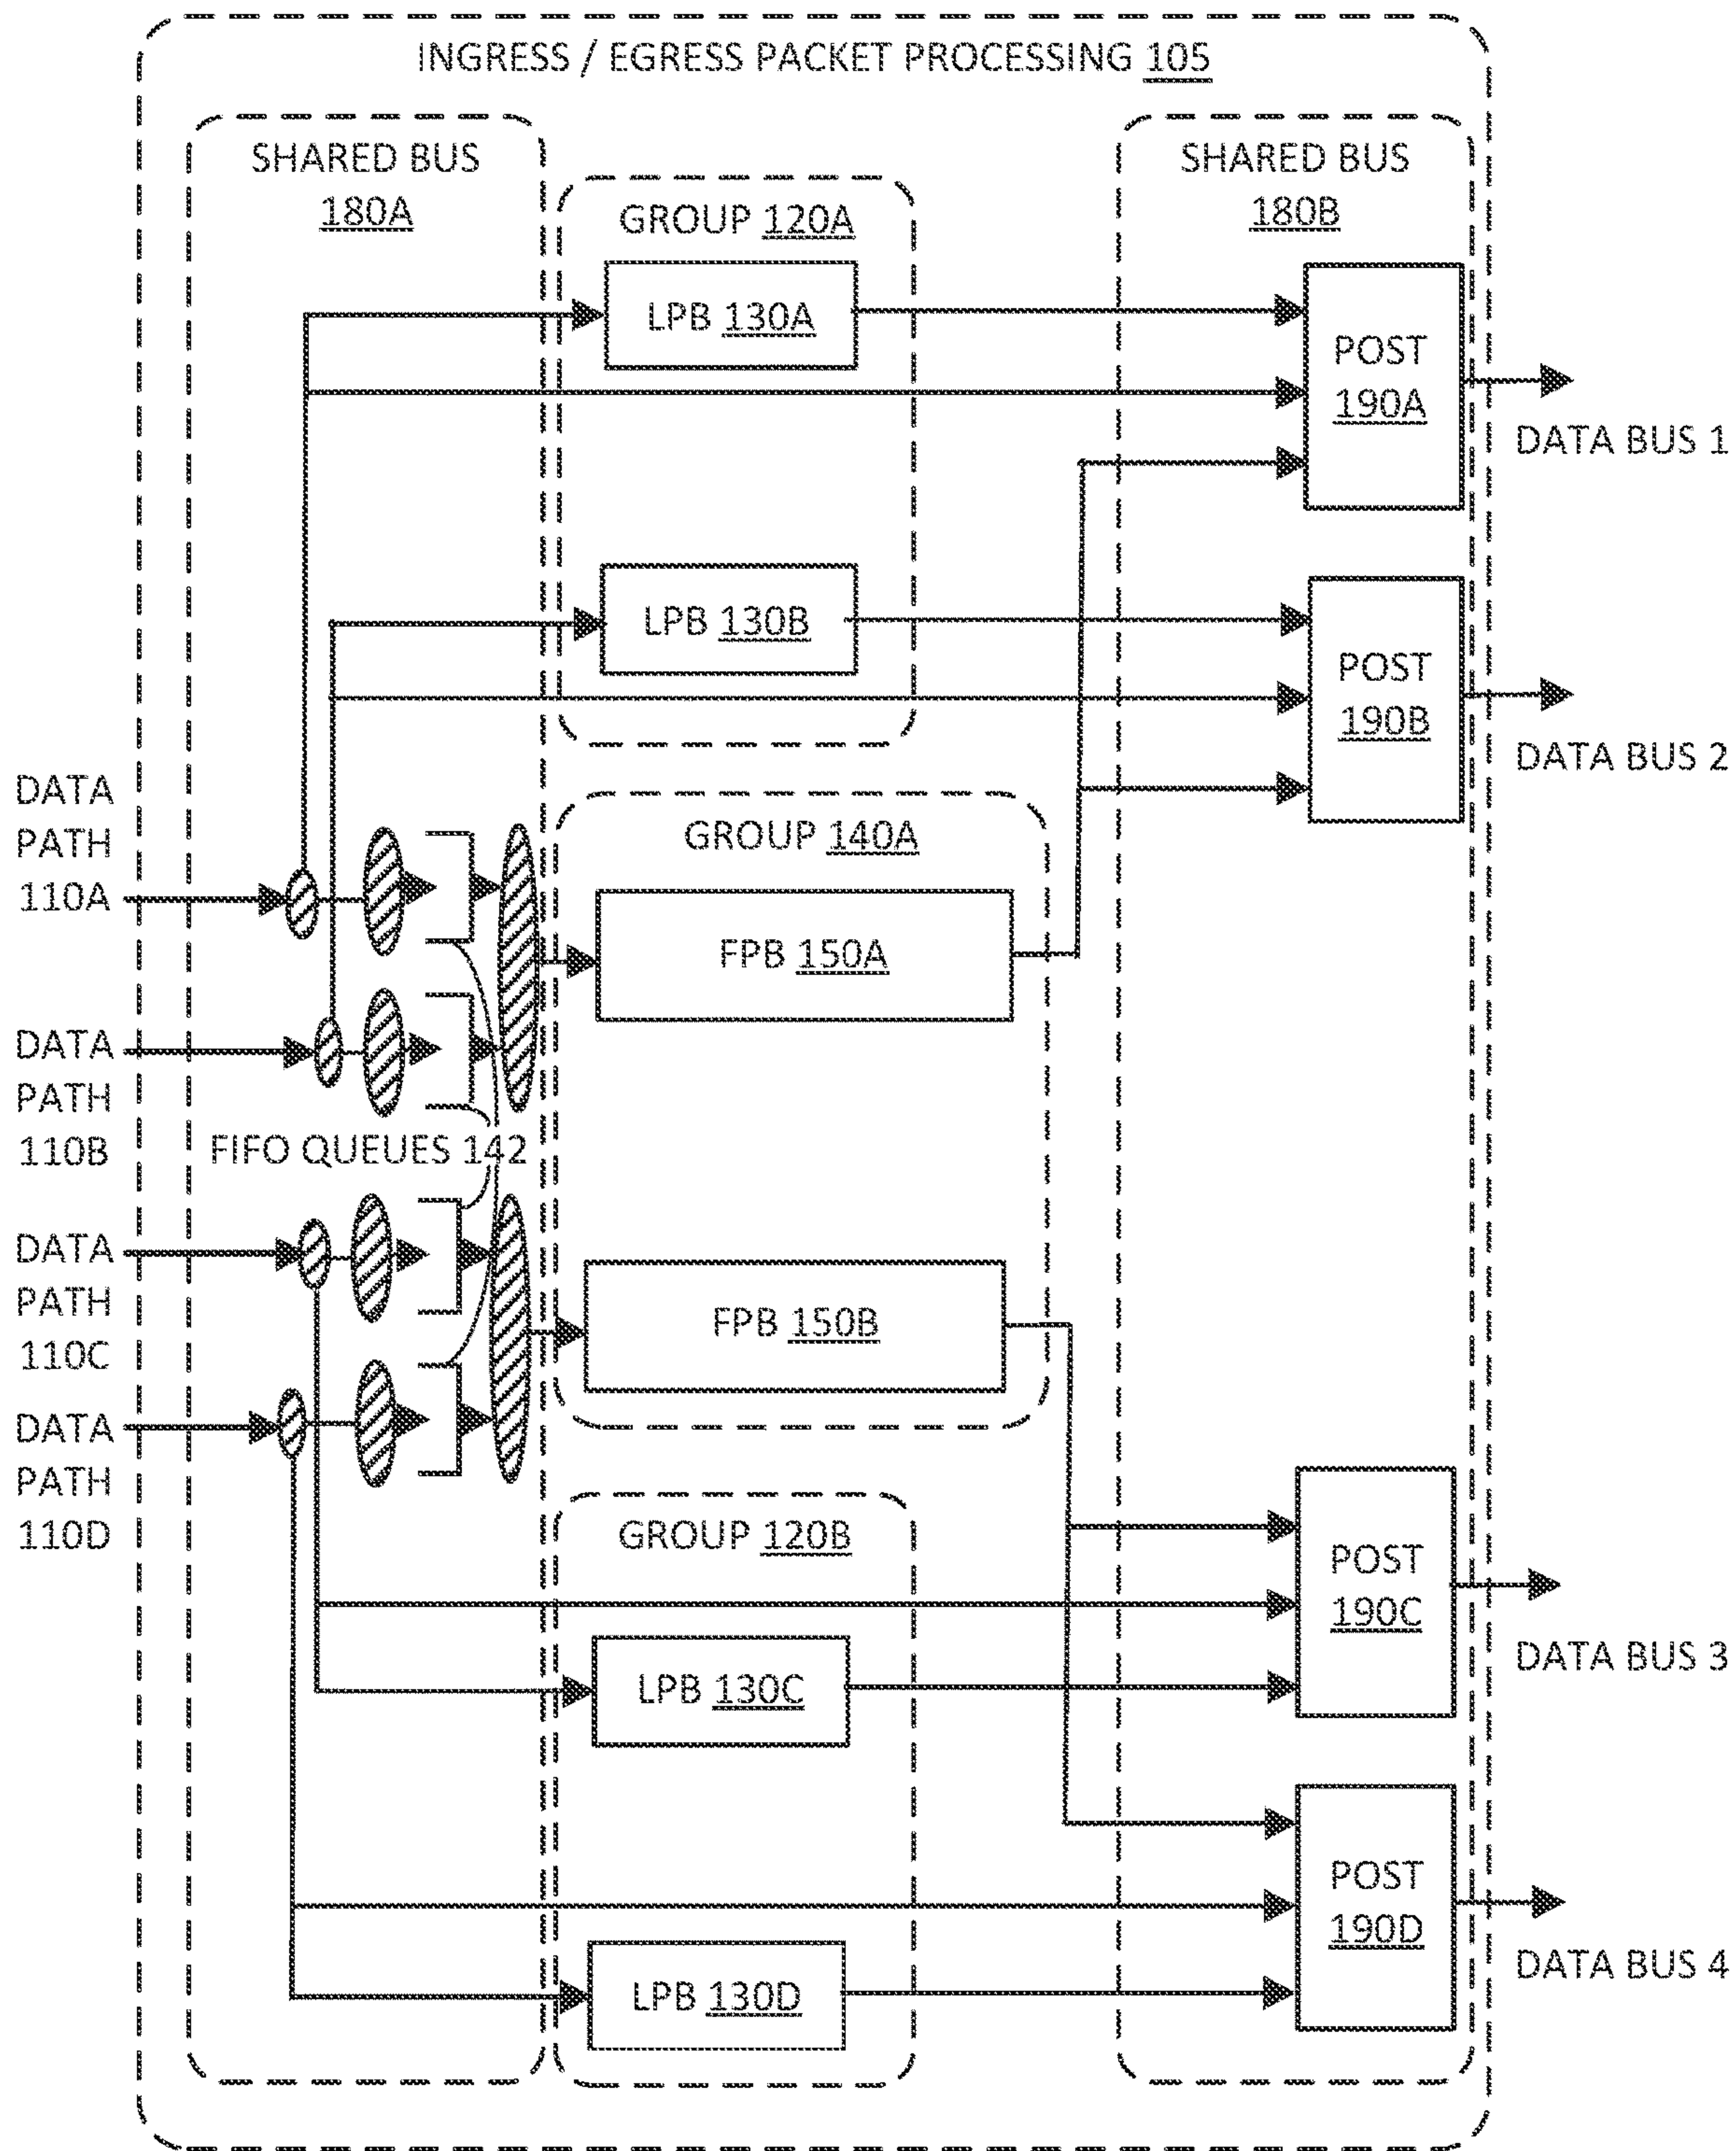 INGRESS / EGRESS PACKET PROCESSING 105
SHARED BUS
180A
GROUP 120A
LPB 130A
LPB 130B
SHARED BUS
180B
POST
190A
DATA BUS 1
POST
190B
DATA BUS 2
DATA
PATH
110A
DATA
PATH
110B
FIFO QUEUES 142
DATA
PATH
110C
DATA
PATH
110D
GROUP 140A
FPB 150A
FPB 150B
GROUP 120B
LPB 130C
LPB 130D
POST
190C
DATA BUS 3
POST
190D
DATA BUS 4